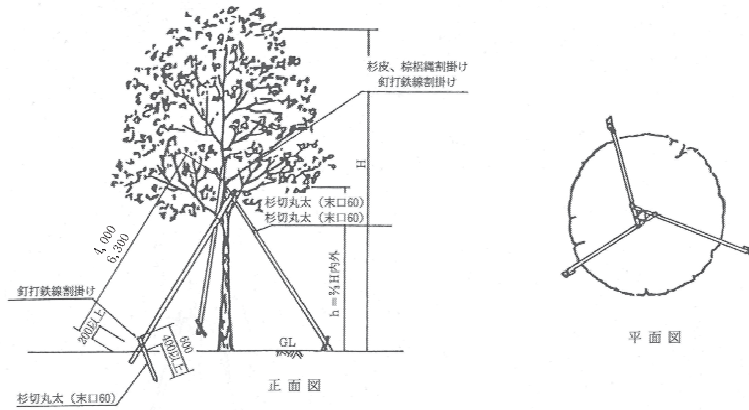 杉皮、棕梠縄割掛け
釘打鉄線割掛け
H
杉切丸太（末口60）
杉切丸太（末口60）
4,000
6,300
h＝⅔H内外
釘打鉄線割掛け
200以上
600
400以上
GL
杉切丸太（末口60）
正面図
平面図